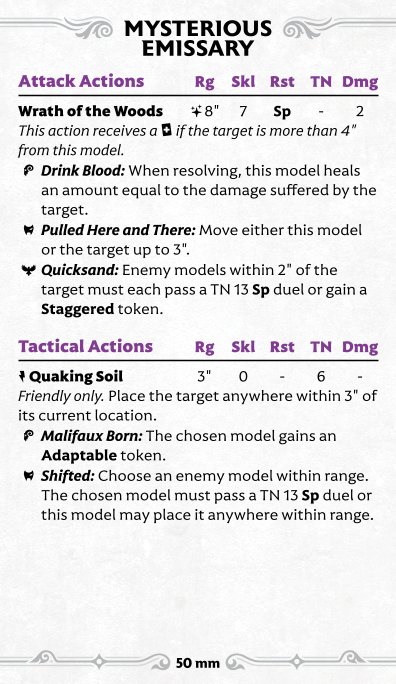 MYSTERIOUS
EMISSARY
Attack Actions Rg Skl Rst TN Dmg
Wrath of the Woods 8" 7 Sp - 2
This action receives a if the target is more than 4"
from this model.
Drink Blood: When resolving, this model heals
an amount equal to the damage suffered by the
target.
Pulled Here and There: Move either this model
or the target up to 3".
Quicksand: Enemy models within 2" of the
target must each pass a TN 13 Sp duel or gain a
Staggered token.
Tactical Actions Rg Skl Rst TN Dmg
Quaking Soil 3" 0 - 6 -
Friendly only. Place the target anywhere within 3" of
its current location.
Malifaux Born: The chosen model gains an
Adaptable token.
Shifted: Choose an enemy model within range.
The chosen model must pass a TN 13 Sp duel or
this model may place it anywhere within range.
50 mm